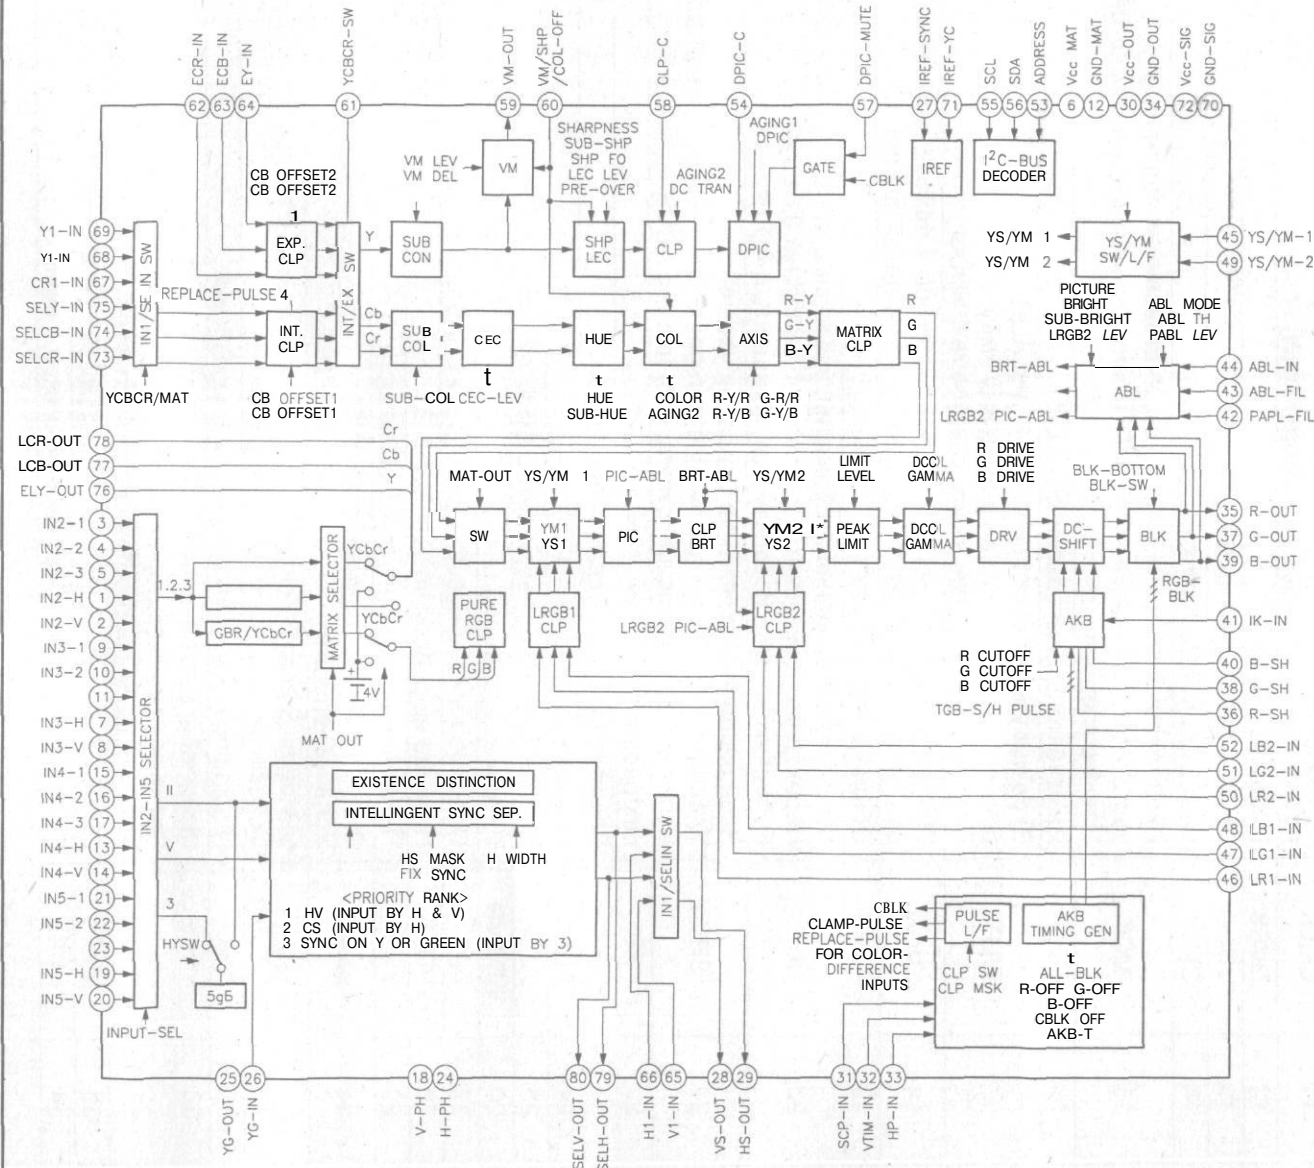 ECR-IN
ECB-IN
EY-IN
YCBCR-SW
VM-OUT
VM/SHP
/COL-OFF
CLP-C
DPIC-C
DPIC-MUTE
IREF-SYNC
IREF-YC
SCL
SDA
ADDRESS
Vcc MAT
GND-MAT
Vcc-OUT
GND-OUT
Vcc-SIG
GND-SIG
62 63 64 61 59 60 58 54 57 27 71 55 56 53 6 12 30 34 72 70
SHARPNESS
SUB-SHP
SHP FO
LEC LEV
PRE-OVER
AGING1
DPIC
VM LEV
VM DEL
VM
AGING2
DC TRAN
GATE
CBLK
IREF
I²C-BUS
DECODER
CB OFFSET2
CB OFFSET2
1
Y1-IN 69
Y1-IN 68
CR1-IN 67
SELY-IN 75
SELCB-IN 74
SELCR-IN 73
IN1/SE IN SW
EXP.
CLP
REPLACE-PULSE 4
INT.
CLP
INT/EX SW
Y
Cb
Cr
SUB
CON
SHP
LEC
CLP
DPIC
YS/YM 1
YS/YM 2
YS/YM
SW/L/F
45 YS/YM-1
49 YS/YM-2
PICTURE
BRIGHT
SUB-BRIGHT
LRGB2 LEV
ABL MODE
ABL TH
PABL LEV
SUB
COL
CEC
HUE
COL
AXIS
R-Y
G-Y
B-Y
MATRIX
CLP
R
G
B
BRT-ABL
LRGB2 PIC-ABL
ABL
44 ABL-IN
43 ABL-FIL
42 PAPL-FIL
YCBCR/MAT
CB OFFSET1
CB OFFSET1
SUB-COL
t
CEC-LEV
t
HUE
SUB-HUE
t
COLOR
AGING2
R-Y/R
R-Y/B
G-R/R
G-Y/B
LCR-OUT 78
LCB-OUT 77
ELY-OUT 76
Cr
Cb
Y
MAT-OUT
YS/YM 1
PIC-ABL
BRT-ABL
YS/YM2
LIMIT
LEVEL
DCOL
GAMMA
R DRIVE
G DRIVE
B DRIVE
BLK-BOTTOM
BLK-SW
SW
YM1
YS1
PIC
CLP
BRT
YM2 I*
YS2
PEAK
LIMIT
DCOL
GAMMA
DRV
DC-
SHIFT
BLK
35 R-OUT
37 G-OUT
39 B-OUT
RGB-
BLK
IN2-1 3
IN2-2 4
IN2-3 5
IN2-H 1
IN2-V 2
IN3-1 9
IN3-2 10
11
IN3-H 7
IN3-V 8
IN4-1 15
IN4-2 16
IN4-3 17
IN4-H 13
IN4-V 14
IN5-1 21
IN5-2 22
23
IN5-H 19
IN5-V 20
IN2-IN5 SELECTOR
1.2.3
GBR/YCbCr
MATRIX SELECTOR
YCbCr
YCbCr
+
4V
MAT OUT
PURE
RGB
CLP
R G B
LRGB1
CLP
LRGB2 PIC-ABL
LRGB2
CLP
AKB
41 IK-IN
R CUTOFF
G CUTOFF
B CUTOFF
TGB-S/H PULSE
40 B-SH
38 G-SH
36 R-SH
52 LB2-IN
51 LG2-IN
50 LR2-IN
48 ILB1-IN
47 ILG1-IN
46 LR1-IN
II
V
3
HYSW
5gБ
INPUT-SEL
EXISTENCE DISTINCTION
INTELLINGENT SYNC SEP.
HS MASK
FIX SYNC
H WIDTH
<PRIORITY RANK>
1 HV (INPUT BY H & V)
2 CS (INPUT BY H)
3 SYNC ON Y OR GREEN (INPUT BY 3)
IN1/SELIN SW
CBLK
CLAMP-PULSE
REPLACE-PULSE
FOR COLOR-
DIFFERENCE
INPUTS
PULSE
L/F
CLP SW
CLP MSK
AKB
TIMING GEN
t
ALL-BLK
R-OFF G-OFF
B-OFF
CBLK OFF
AKB-T
25 26 18 24 80 79 66 65 28 29 31 32 33
YG-OUT
YG-IN
V-PH
H-PH
SELV-OUT
SELH-OUT
H1-IN
V1-IN
VS-OUT
HS-OUT
SCP-IN
VTIM-IN
HP-IN